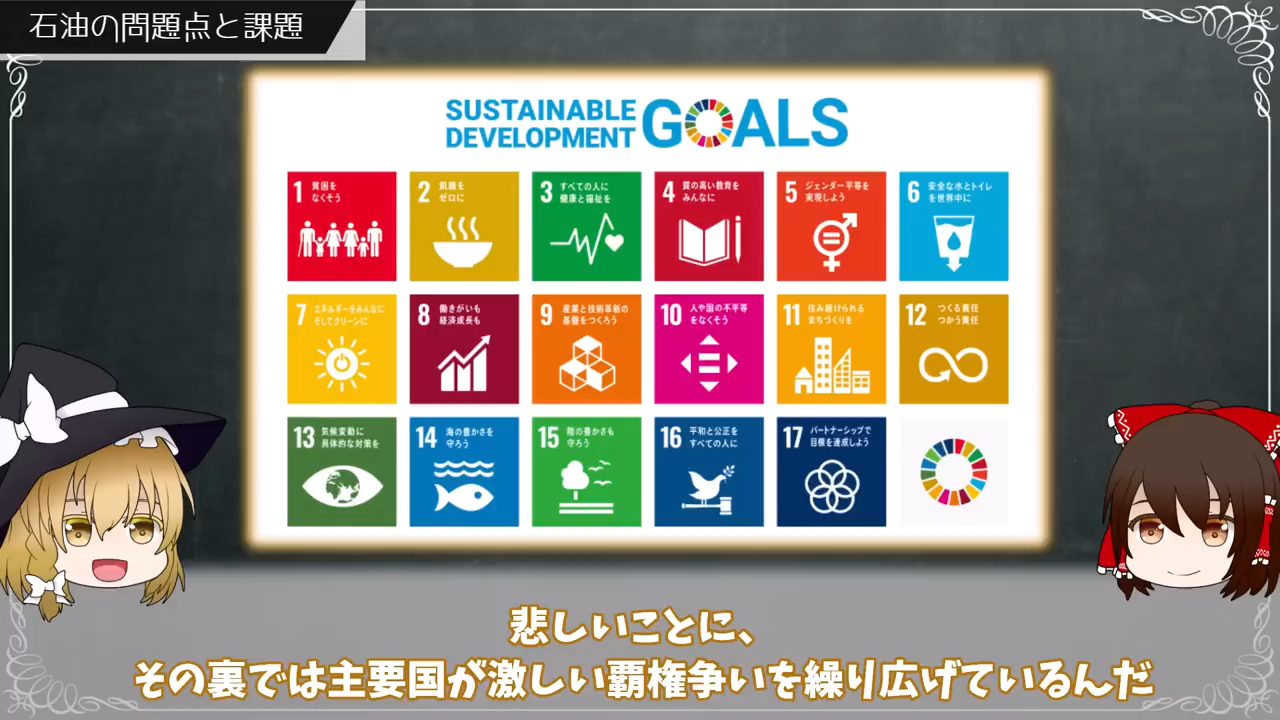 石油の問題点と課題
SUSTAINABLE
DEVELOPMENT
GOALS
1 貧困を
なくそう
2 飢餓を
ゼロに
3 すべての人に
健康と福祉を
4 質の高い教育を
みんなに
5 ジェンダー平等を
実現しよう
6 安全な水とトイレ
を世界中に
7 エネルギーをみんなに
そしてクリーンに
8 働きがいも
経済成長も
9 産業と技術革新の
基盤をつくろう
10 人や国の不平等
をなくそう
11 住み続けられる
まちづくりを
12 つくる責任
つかう責任
13 気候変動に
具体的な対策を
14 海の豊かさを
守ろう
15 陸の豊かさも
守ろう
16 平和と公正を
すべての人に
17 パートナーシップで
目標を達成しよう
悲しいことに、
その裏では主要国が激しい覇権争いを繰り広げているんだ